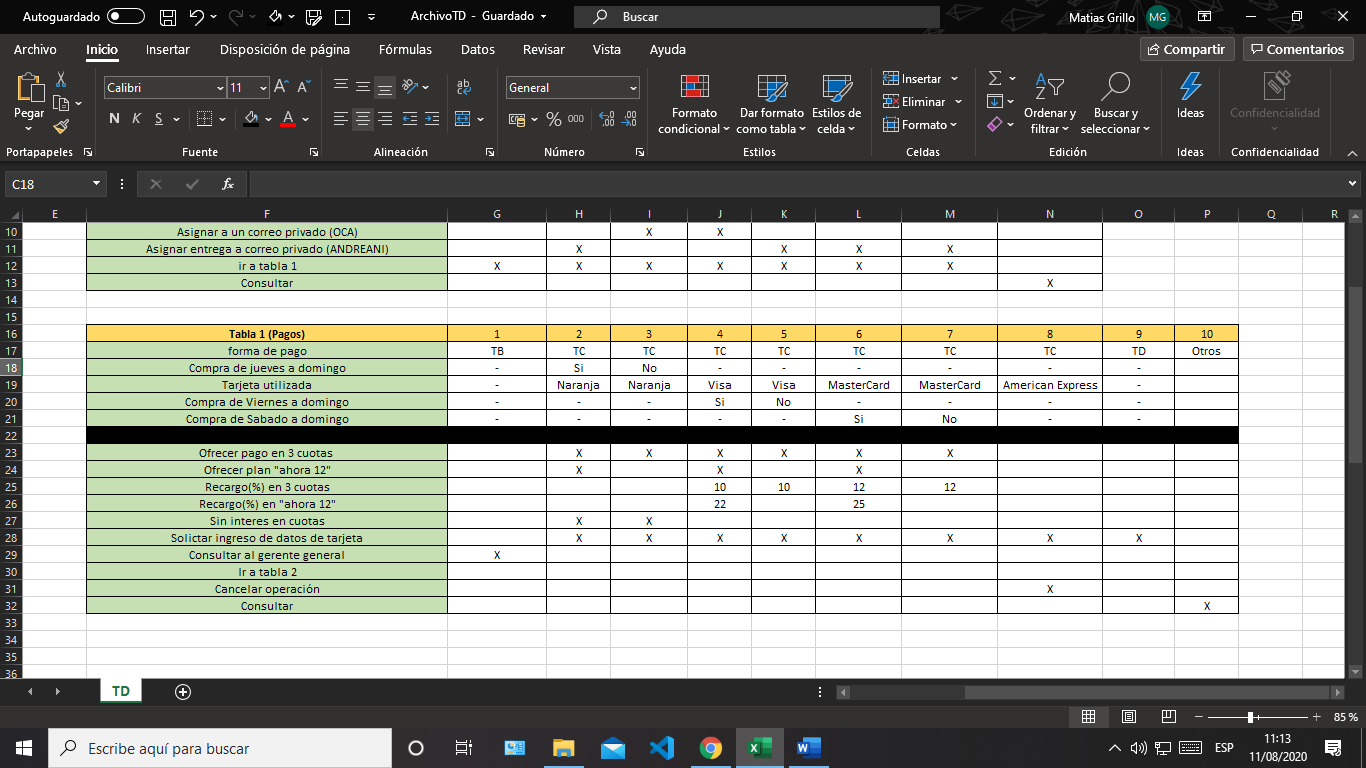 Autoguardado
ArchivoTD - Guardado
Buscar
Matias Grillo
MG
Archivo Inicio Insertar Disposición de página Fórmulas Datos Revisar Vista Ayuda
Compartir
Comentarios
Pegar
Portapapeles
Calibri 11
N K S
Fuente
Alineación
General
% 000
Número
Formato condicional
Dar formato como tabla
Estilos de celda
Estilos
Insertar
Eliminar
Formato
Celdas
Ordenar y filtrar
Buscar y seleccionar
Edición
Ideas
Ideas
Confidencialidad
Confidencialidad
C18
fx
E F G H I J K L M N O P Q R
10 Asignar a un correo privado (OCA) X X
11 Asignar entrega a correo privado (ANDREANI) X X X X
12 ir a tabla 1 X X X X X X X
13 Consultar X
14
15
16 Tabla 1 (Pagos) 1 2 3 4 5 6 7 8 9 10
17 forma de pago TB TC TC TC TC TC TC TC TD Otros
18 Compra de jueves a domingo - Si No - - - - - -
19 Tarjeta utilizada - Naranja Naranja Visa Visa MasterCard MasterCard American Express -
20 Compra de Viernes a domingo - - - Si No - - - -
21 Compra de Sabado a domingo - - - - - Si No - -
22
23 Ofrecer pago en 3 cuotas X X X X X X
24 Ofrecer plan "ahora 12" X X X
25 Recargo(%) en 3 cuotas 10 10 12 12
26 Recargo(%) en "ahora 12" 22 25
27 Sin interes en cuotas X X
28 Solictar ingreso de datos de tarjeta X X X X X X X X
29 Consultar al gerente general X
30 Ir a tabla 2
31 Cancelar operación X
32 Consultar X
33
34
35
36
TD
85 %
Escribe aquí para buscar
ESP
11:13
11/08/2020